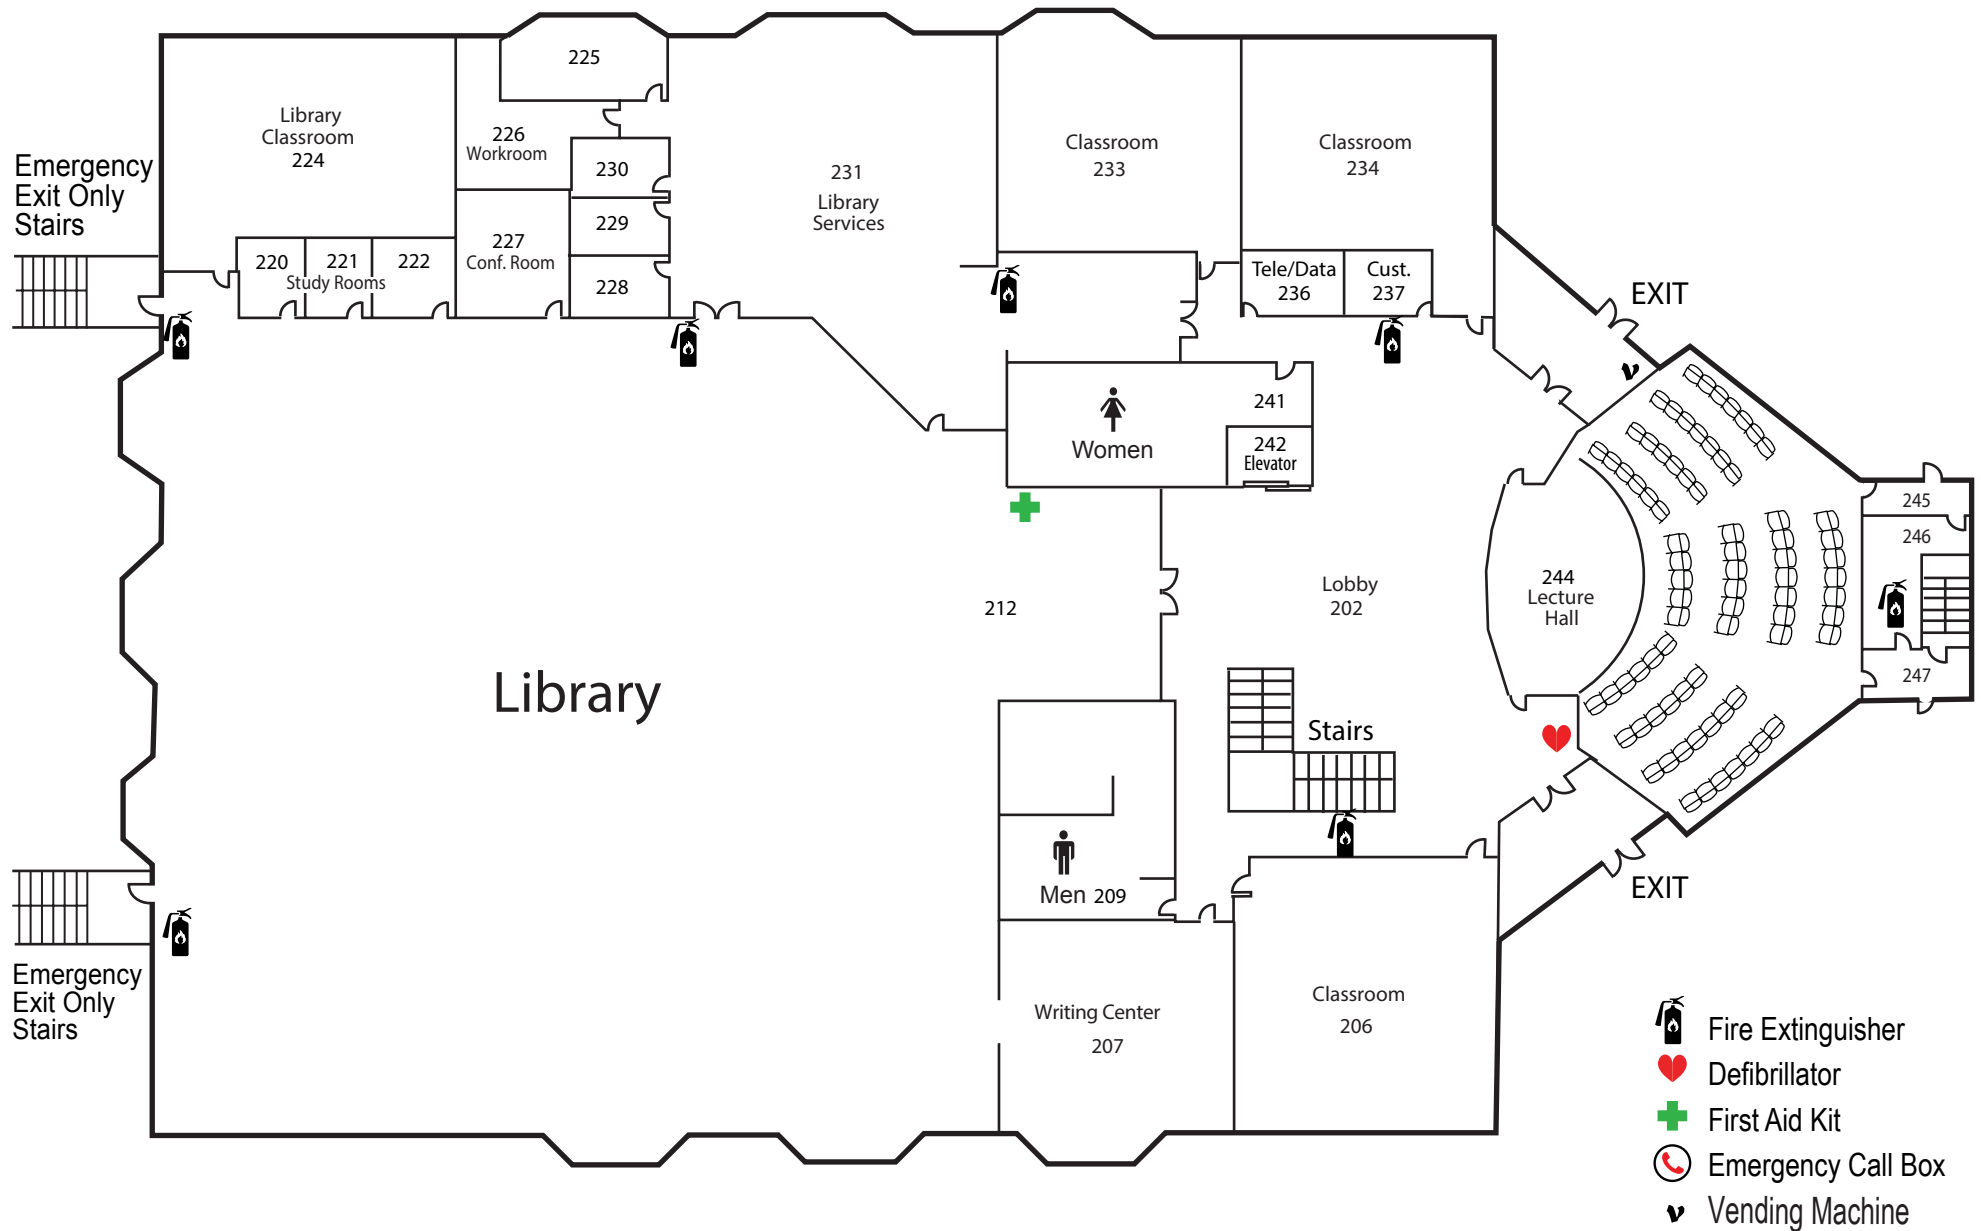 225
Library
Classroom
224
226
Workroom
Emergency
Exit Only
Stairs
230
229
228
227
Conf. Room
220
221
222
Study Rooms
231
Library
Services
Classroom
233
Classroom
234
Tele/Data
236
Cust.
237
EXIT
v
Women
241
242
Elevator
245
246
247
212
Lobby
202
244
Lecture
Hall
Library
Stairs
Men 209
EXIT
Emergency
Exit Only
Stairs
Writing Center
207
Classroom
206
Fire Extinguisher
Defibrillator
First Aid Kit
Emergency Call Box
v Vending Machine